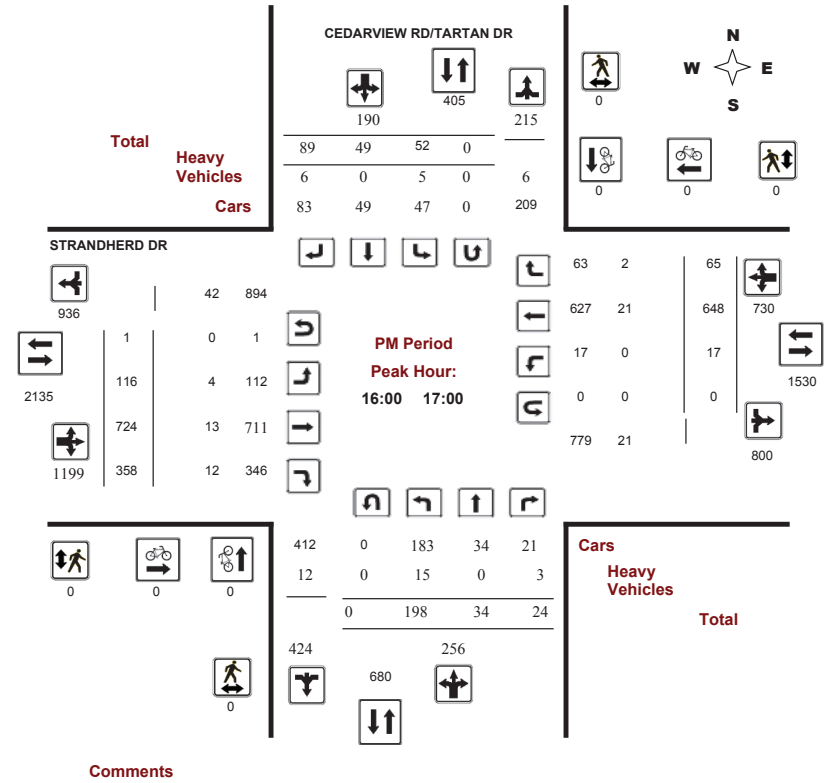 CEDARVIEW RD/TARTAN DR
N
W E
S
405
0
190 215
Total
89 49 52 0
Heavy
Vehicles
6 0 5 0 6
Cars
83 49 47 0 209
0 0 0
STRANDHERD DR
936
42 894
63 2 65
627 21 648 730
1 0 1
PM Period
17 0 17
116 4 112
Peak Hour:
2135
1530
16:00 17:00
0 0 0
724 13 711
779 21
800
1199 358 12 346
412 0 183 34 21
Cars
12 0 15 0 3
Heavy
Vehicles
0 0 0
0 198 34 24
Total
424 256
680
0
Comments